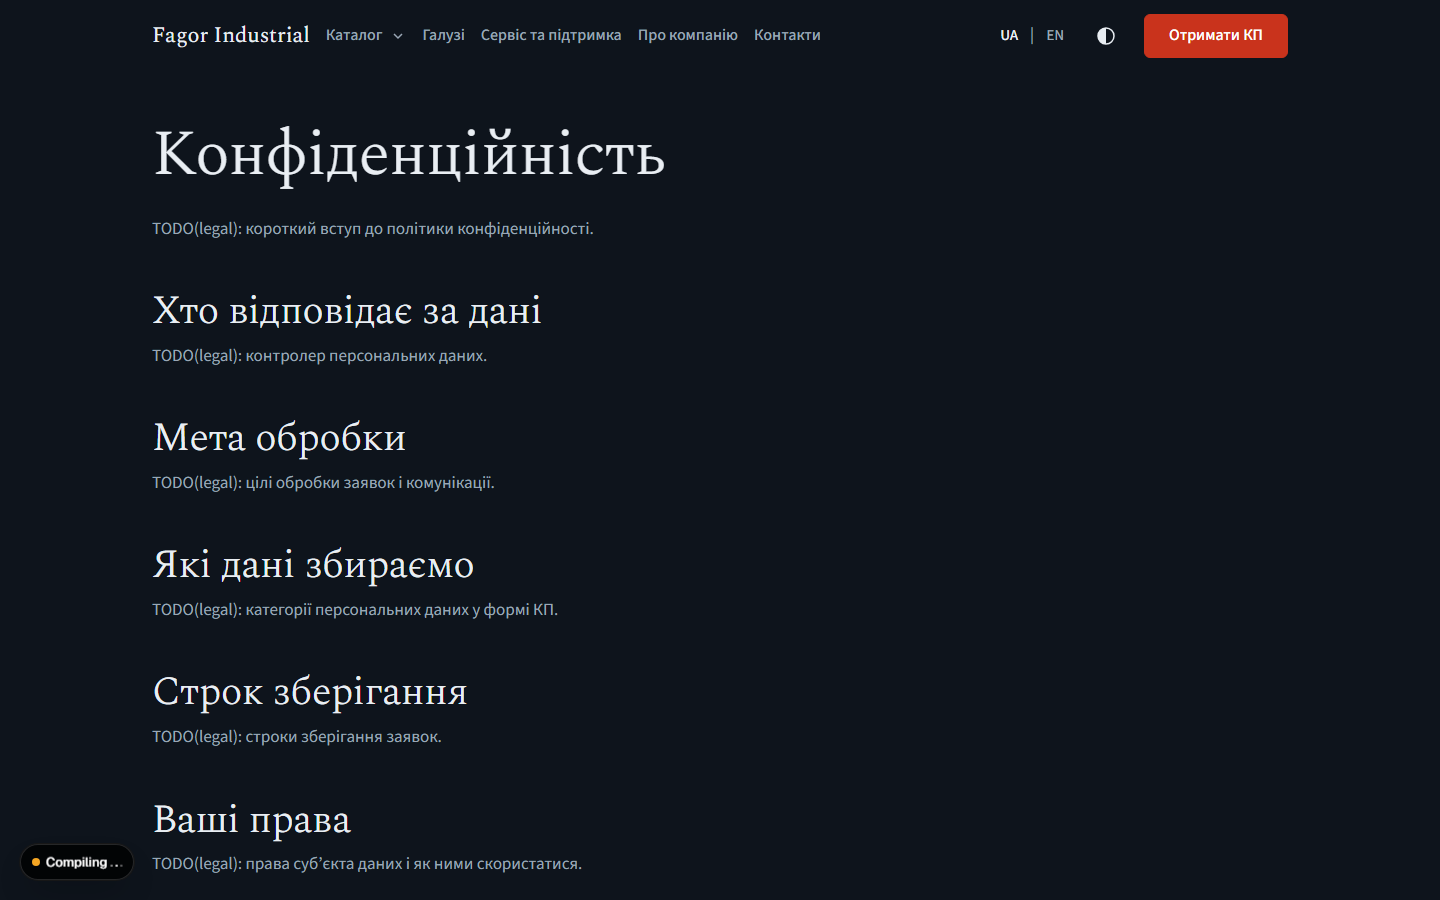 Fagor Industrial Каталог Галузі Сервіс та підтримка Про компанію Контакти UA | EN Отримати КП
Конфіденційність
TODO(legal): короткий вступ до політики конфіденційності.
Хто відповідає за дані
TODO(legal): контролер персональних даних.
Мета обробки
TODO(legal): цілі обробки заявок і комунікації.
Які дані збираємо
TODO(legal): категорії персональних даних у формі КП.
Строк зберігання
TODO(legal): строки зберігання заявок.
Ваші права
TODO(legal): права суб’єкта даних і як ними скористатися.
Compiling ...